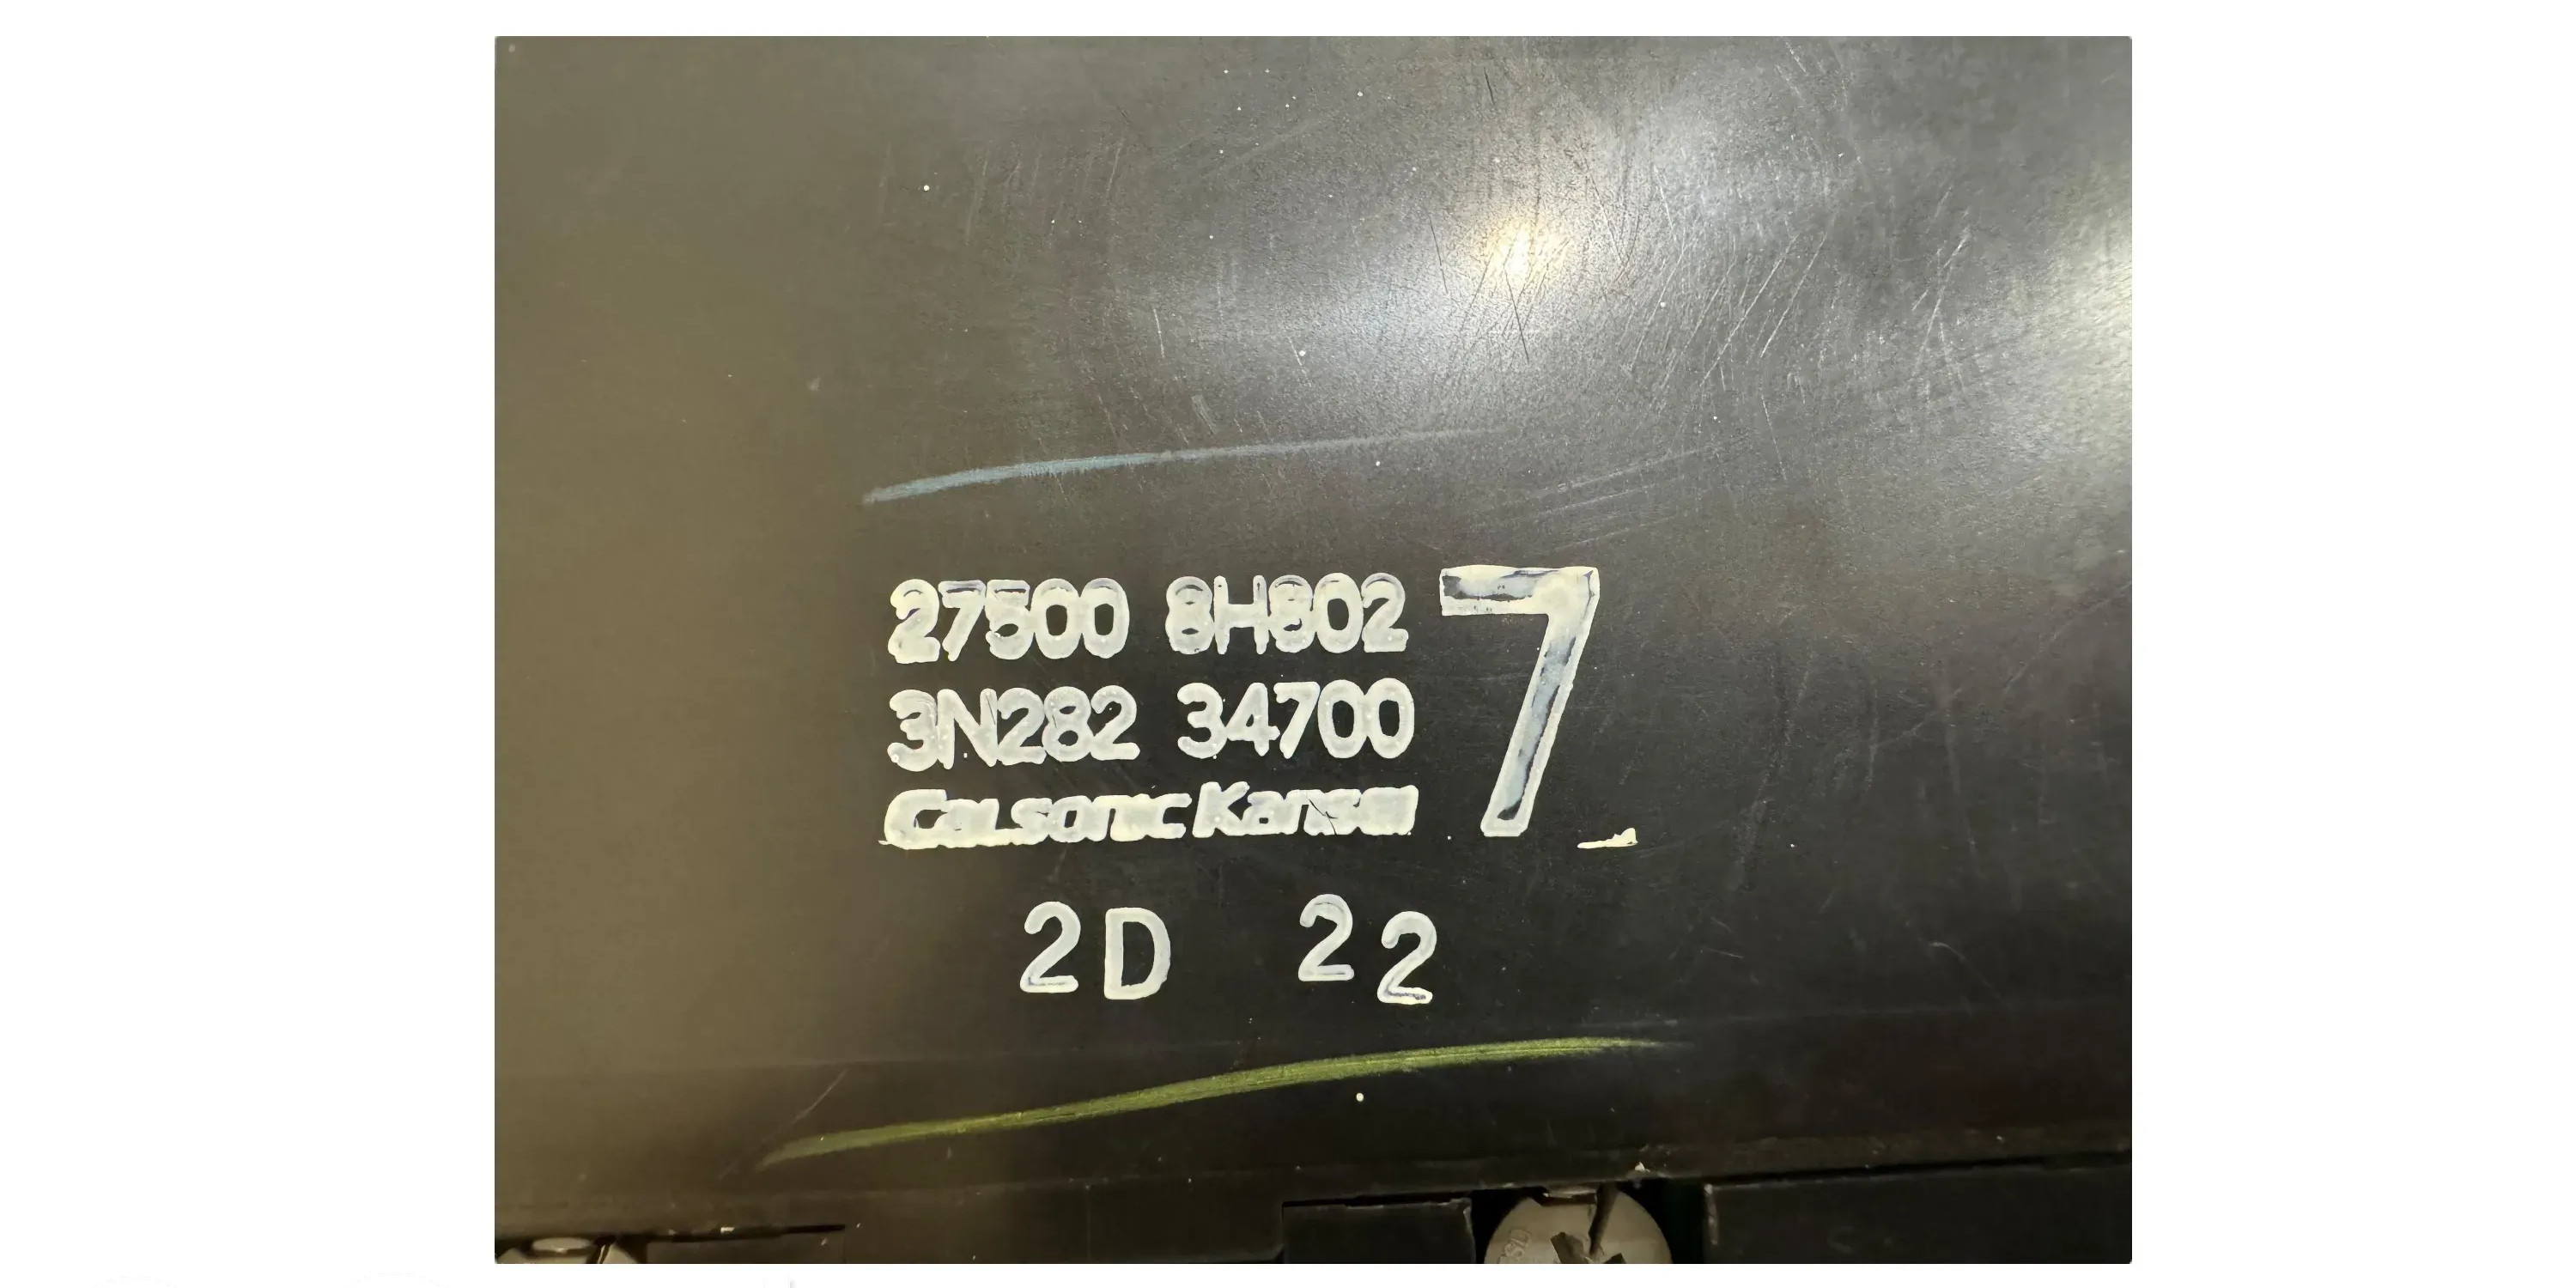 27500 8H802 7
3N282 34700
CalsonicKansei
2D 22